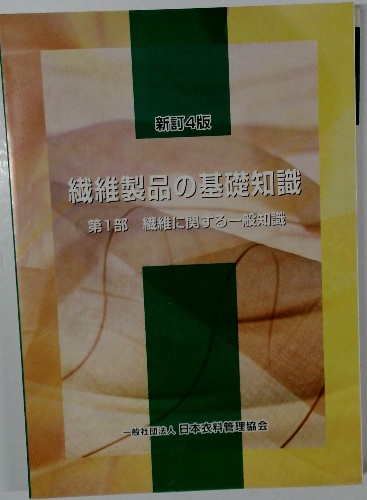 新訂4版
繊維製品の基礎知識
第1部 繊維に関する一般知識
一般社団法人 日本衣料管理協会